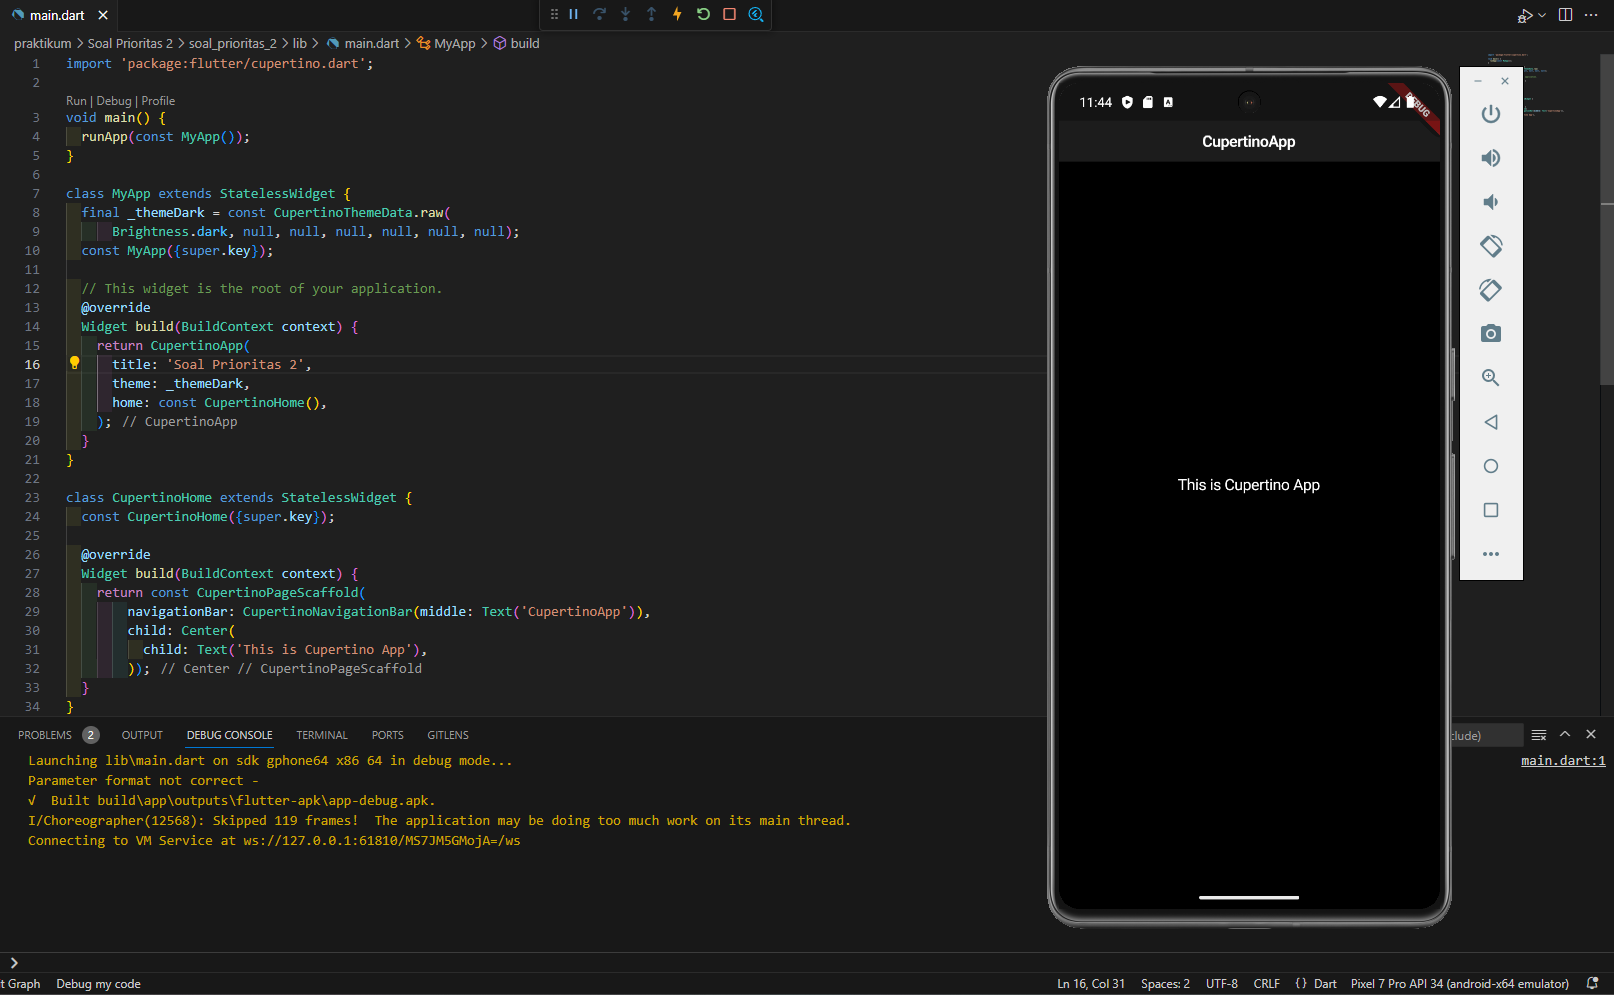 main.dart
praktikum > Soal Prioritas 2 > soal_prioritas_2 > lib > main.dart > MyApp > build
1 import 'package:flutter/cupertino.dart';
2
Run | Debug | Profile
3 void main() {
4 runApp(const MyApp());
5 }
6
7 class MyApp extends StatelessWidget {
8 final _themeDark = const CupertinoThemeData.raw(
9 Brightness.dark, null, null, null, null, null, null);
10 const MyApp({super.key});
11
12 // This widget is the root of your application.
13 @override
14 Widget build(BuildContext context) {
15 return CupertinoApp(
16 title: 'Soal Prioritas 2',
17 theme: _themeDark,
18 home: const CupertinoHome(),
19 ); // CupertinoApp
20 }
21 }
22
23 class CupertinoHome extends StatelessWidget {
24 const CupertinoHome({super.key});
25
26 @override
27 Widget build(BuildContext context) {
28 return const CupertinoPageScaffold(
29 navigationBar: CupertinoNavigationBar(middle: Text('CupertinoApp')),
30 child: Center(
31 child: Text('This is Cupertino App'),
32 )); // Center // CupertinoPageScaffold
33 }
34 }
11:44
DEBUG
CupertinoApp
This is Cupertino App
PROBLEMS 2 OUTPUT DEBUG CONSOLE TERMINAL PORTS GITLENS
clude)
Launching lib\main.dart on sdk gphone64 x86 64 in debug mode...
main.dart:1
Parameter format not correct -
√ Built build\app\outputs\flutter-apk\app-debug.apk.
I/Choreographer(12568): Skipped 119 frames! The application may be doing too much work on its main thread.
Connecting to VM Service at ws://127.0.0.1:61810/MS7JM5GMojA=/ws
t Graph Debug my code
Ln 16, Col 31 Spaces: 2 UTF-8 CRLF {} Dart Pixel 7 Pro API 34 (android-x64 emulator)